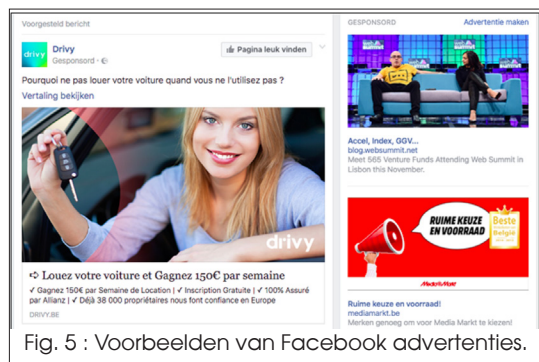 Voorgesteld bericht
drivy
Drivy
Gesponsord ·
Pagina leuk vinden
Pourquoi ne pas louer votre voiture quand vous ne l'utilisez pas ?
Vertaling bekijken
drivy
➪ Louez votre voiture et Gagnez 150€ par semaine
✓ Gagnez 150€ par Semaine de Location | ✓ Inscription Gratuite | ✓ 100% Assuré
par Allianz | ✓ Déjà 38 000 propriétaires nous font confiance en Europe
DRIVY.BE
GESPONSORD
Advertentie maken
web
summit
Accel, Index, GGV...
blog.websummit.net
Meet 565 Venture Funds Attending Web Summit in
Lisbon this November.
RUIME KEUZE
EN VOORRAAD
Beste
België
Media Markt
Ruime keuze en voorraad!
mediamarkt.be
Merken genoeg om voor Media Markt te kiezen!
Fig. 5 : Voorbeelden van Facebook advertenties.